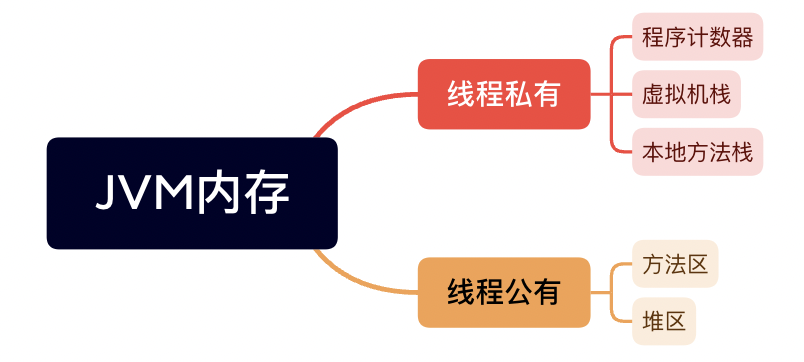 JVM内存
线程私有
程序计数器
虚拟机栈
本地方法栈
线程公有
方法区
堆区